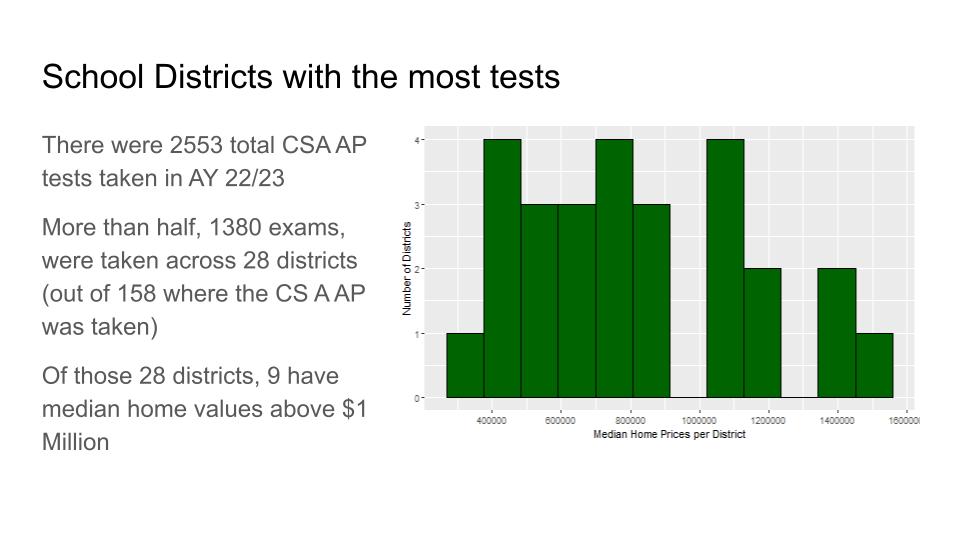 School Districts with the most tests
There were 2553 total CSA AP
tests taken in AY 22/23
More than half, 1380 exams,
were taken across 28 districts
(out of 158 where the CS A AP
was taken)
Of those 28 districts, 9 have
median home values above $1
Million
Number of Districts
4
3
2
1
0
400000 600000 800000 1000000 1200000 1400000 1600000
Median Home Prices per District